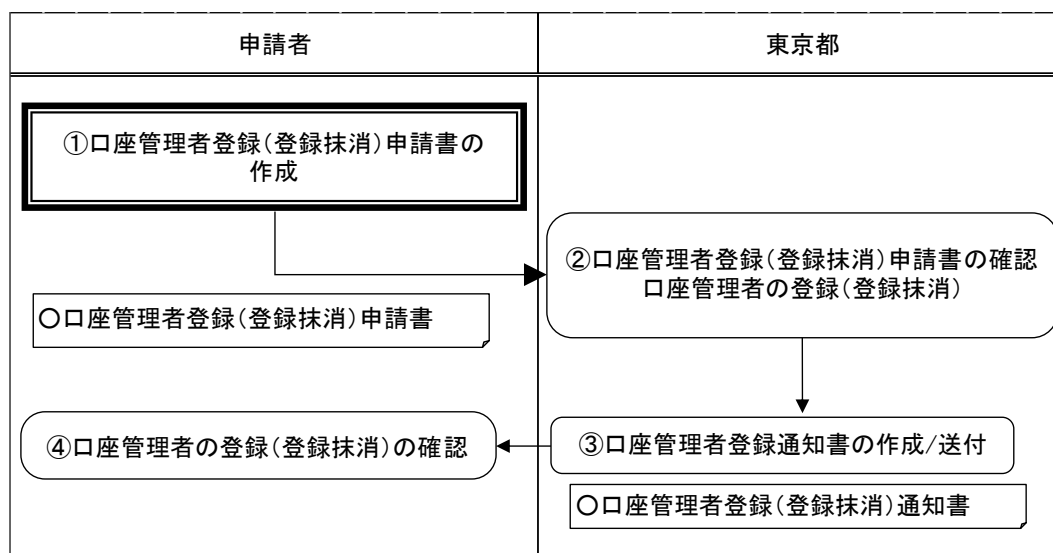 申請者
東京都
①口座管理者登録(登録抹消)申請書の
作成
②口座管理者登録(登録抹消)申請書の確認
口座管理者の登録(登録抹消)
〇口座管理者登録(登録抹消)申請書
④口座管理者の登録(登録抹消)の確認
③口座管理者登録通知書の作成/送付
〇口座管理者登録(登録抹消)通知書